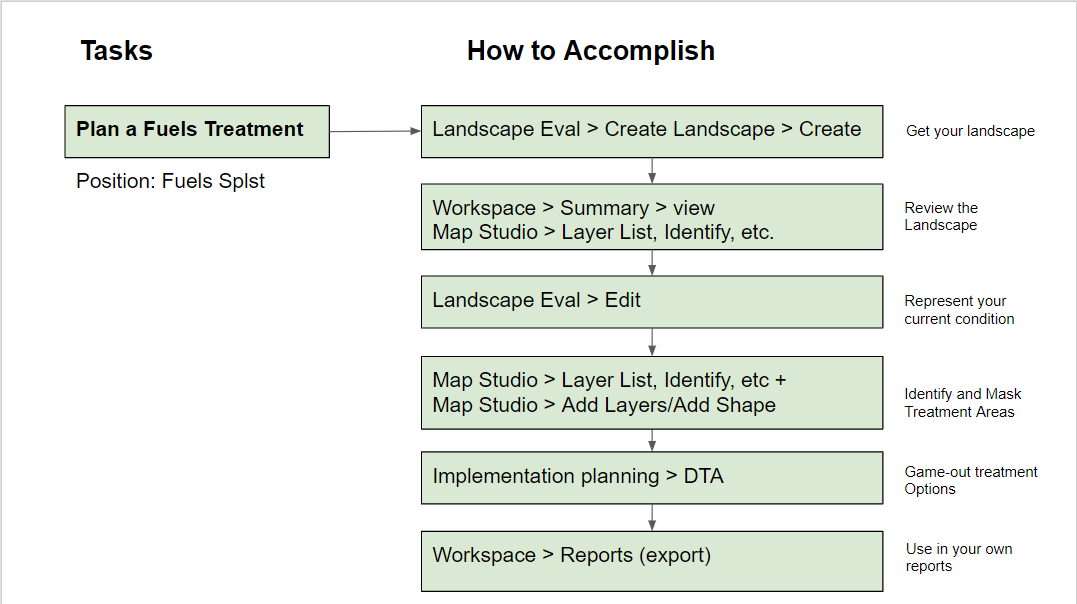 Tasks
How to Accomplish
Plan a Fuels Treatment
Position: Fuels Splst
Landscape Eval > Create Landscape > Create
Get your landscape
Workspace > Summary > view
Map Studio > Layer List, Identify, etc.
Review the
Landscape
Landscape Eval > Edit
Represent your
current condition
Map Studio > Layer List, Identify, etc +
Map Studio > Add Layers/Add Shape
Identify and Mask
Treatment Areas
Implementation planning > DTA
Game-out treatment
Options
Workspace > Reports (export)
Use in your own
reports